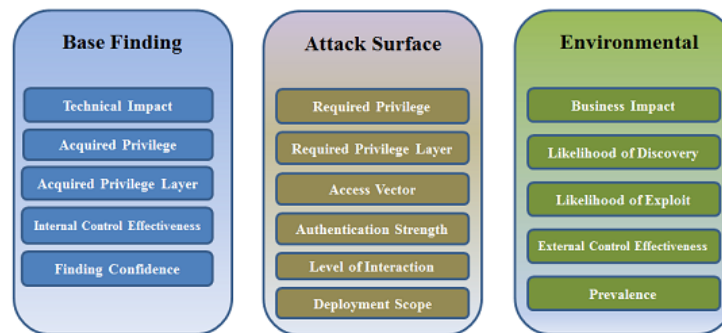 Base Finding
Technical Impact
Acquired Privilege
Acquired Privilege Layer
Internal Control Effectiveness
Finding Confidence
Attack Surface
Required Privilege
Required Privilege Layer
Access Vector
Authentication Strength
Level of Interaction
Deployment Scope
Environmental
Business Impact
Likelihood of Discovery
Likelihood of Exploit
External Control Effectiveness
Prevalence